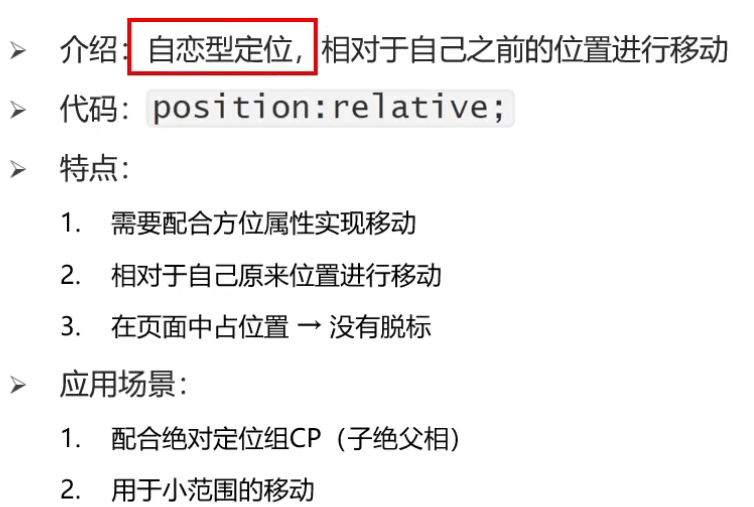 ➢ 介绍：自恋型定位，相对于自己之前的位置进行移动
➢ 代码：position:relative;
➢ 特点：
1. 需要配合方位属性实现移动
2. 相对于自己原来位置进行移动
3. 在页面中占位置 → 没有脱标
➢ 应用场景：
1. 配合绝对定位组CP（子绝父相）
2. 用于小范围的移动